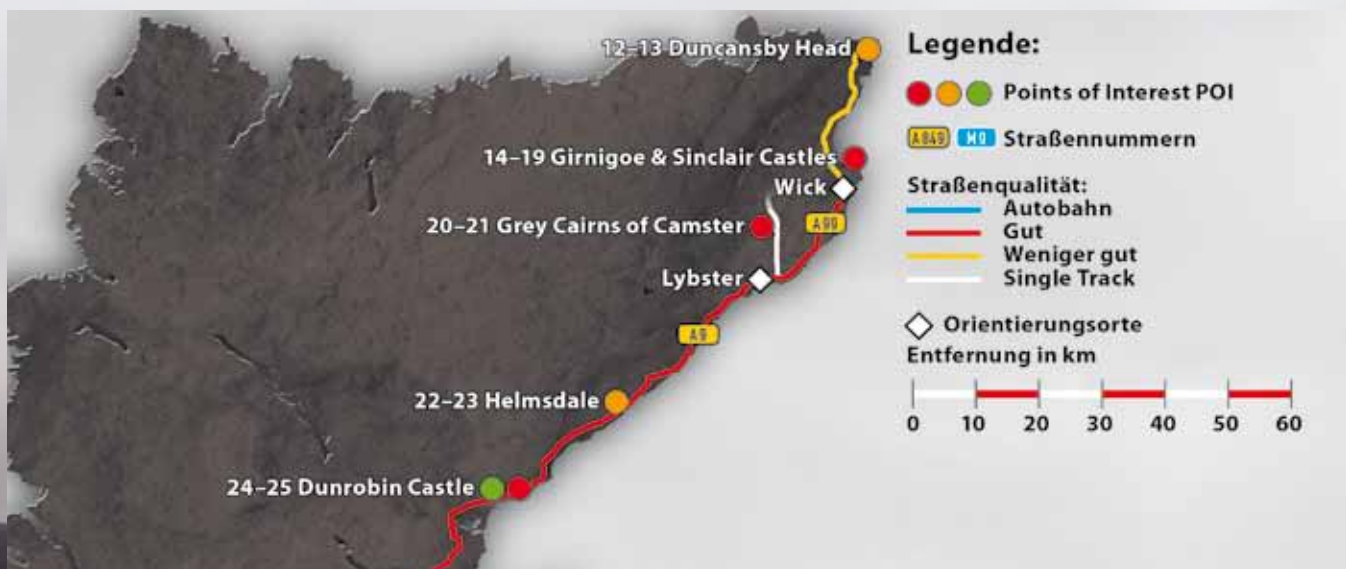 12–13 Duncansby Head
14–19 Girnigoe & Sinclair Castles
Wick
20–21 Grey Cairns of Camster
A99
Lybster
A9
22–23 Helmsdale
24–25 Dunrobin Castle
Legende:
Points of Interest POI
A849 M9 Straßennummern
Straßenqualität:
Autobahn
Gut
Weniger gut
Single Track
Orientierungsorte
Entfernung in km
0 10 20 30 40 50 60